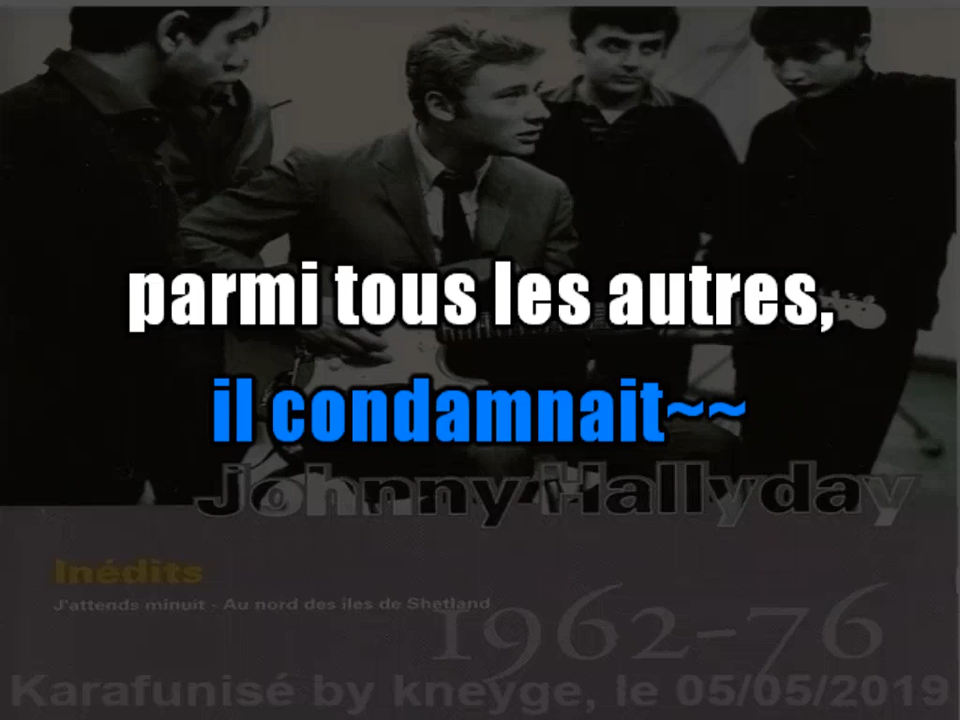 parmi tous les autres,
il condamnait~~
Johnny Hallyday
Inédits
J'attends minuit - Au nord des iles de Shetland
1962-76
Karafunisé by kneyge, le 05/05/2019